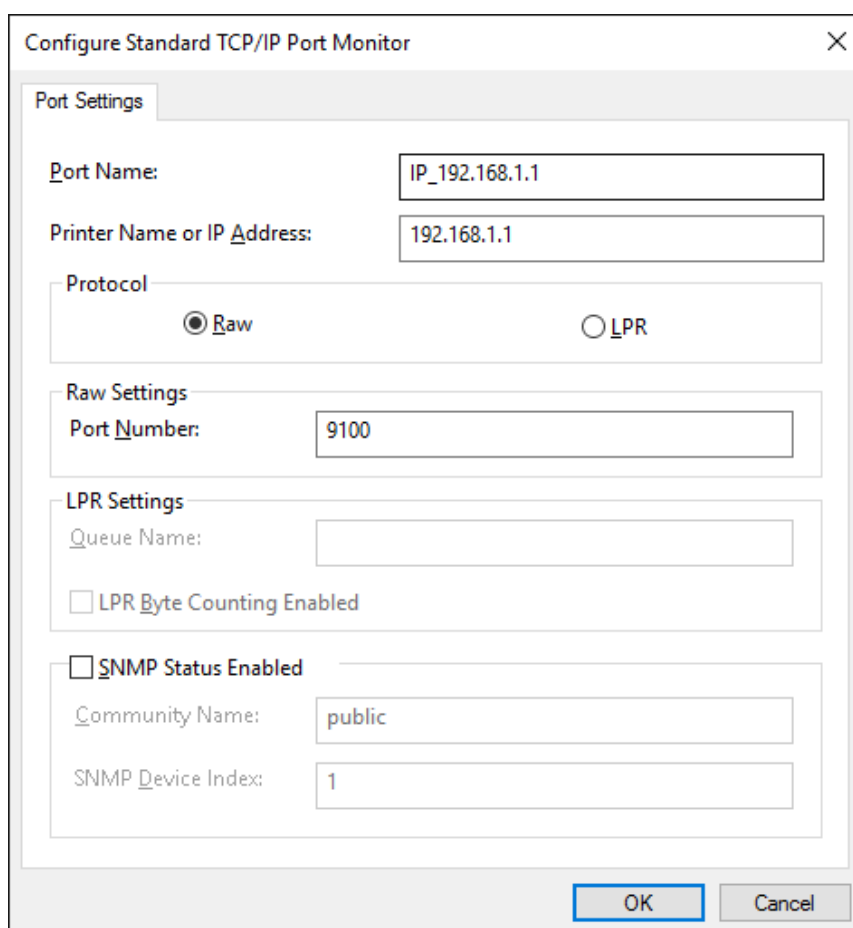 Configure Standard TCP/IP Port Monitor
Port Settings
Port Name: IP_192.168.1.1
Printer Name or IP Address: 192.168.1.1
Protocol
Raw LPR
Raw Settings
Port Number: 9100
LPR Settings
Queue Name:
LPR Byte Counting Enabled
SNMP Status Enabled
Community Name: public
SNMP Device Index: 1
OK Cancel